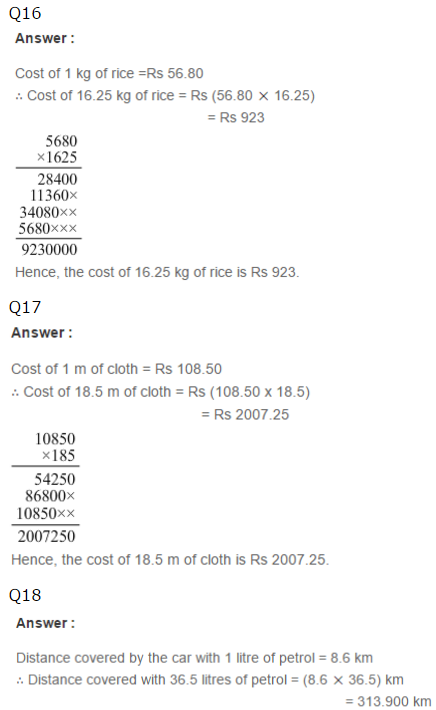 Q16
Answer :
Cost of 1 kg of rice =Rs 56.80
∴ Cost of 16.25 kg of rice = Rs (56.80 × 16.25)
= Rs 923
5680
×1625
28400
11360×
34080××
5680×××
9230000
Hence, the cost of 16.25 kg of rice is Rs 923.
Q17
Answer :
Cost of 1 m of cloth = Rs 108.50
∴ Cost of 18.5 m of cloth = Rs (108.50 x 18.5)
= Rs 2007.25
10850
×185
54250
86800×
10850××
2007250
Hence, the cost of 18.5 m of cloth is Rs 2007.25.
Q18
Answer :
Distance covered by the car with 1 litre of petrol = 8.6 km
∴ Distance covered with 36.5 litres of petrol = (8.6 × 36.5) km
= 313.900 km